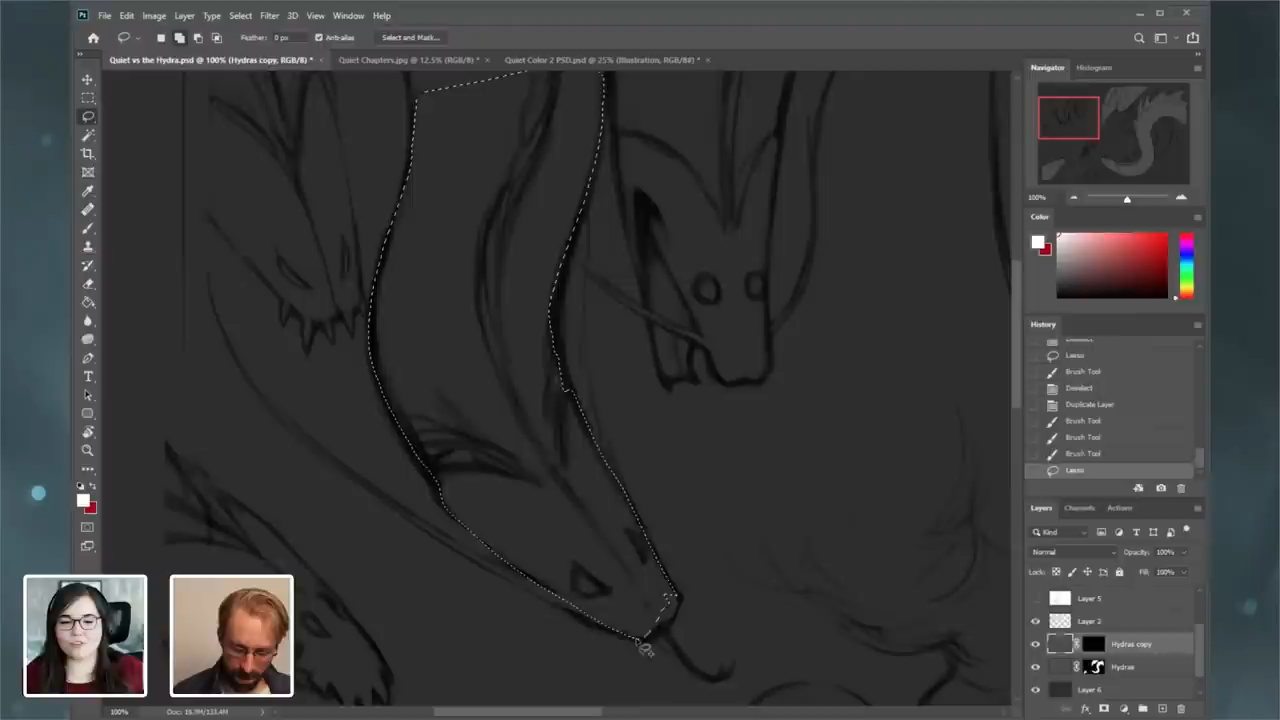 Ps File Edit Image Layer Type Select Filter 3D View Window Help
Feather: 0 px Anti-alias Select and Mask...
Quiet vs the Hydra.psd @ 100% (Hydras copy, RGB/8) * × Quiet Chapters.jpg @ 12.5% (RGB/8) * × Quiet Color 2 PSD.psd @ 25% (Illustration, RGB/8#) * ×
Navigator Histogram
100%
Color
History
Deselect
Lasso
Brush Tool
Deselect
Duplicate Layer
Brush Tool
Brush Tool
Brush Tool
Lasso
Layers Channels Actions
Kind
Normal Opacity: 100%
Lock: Fill: 100%
Layer 5
Layer 2
Hydras copy
Hydras
Layer 6
fx
100%